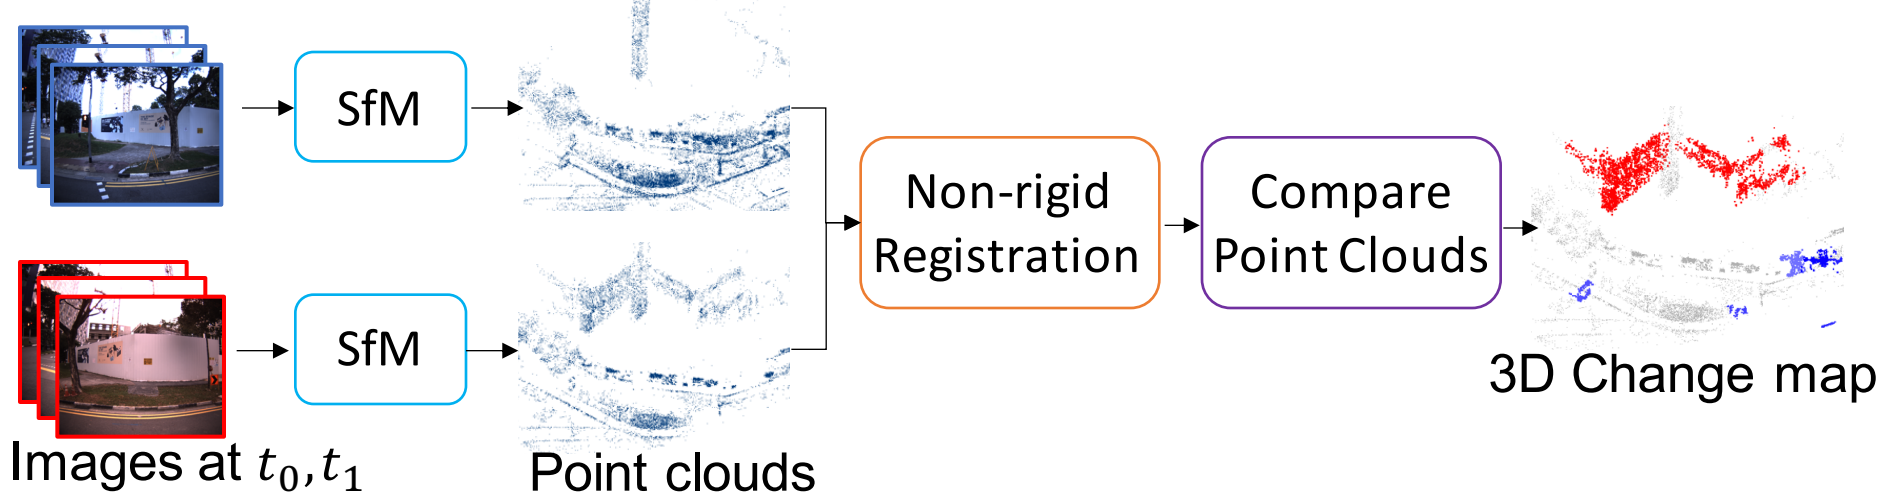 SfM
SfM
Non-rigid
Registration
Compare
Point Clouds
Images at t₀,t₁
Point clouds
3D Change map